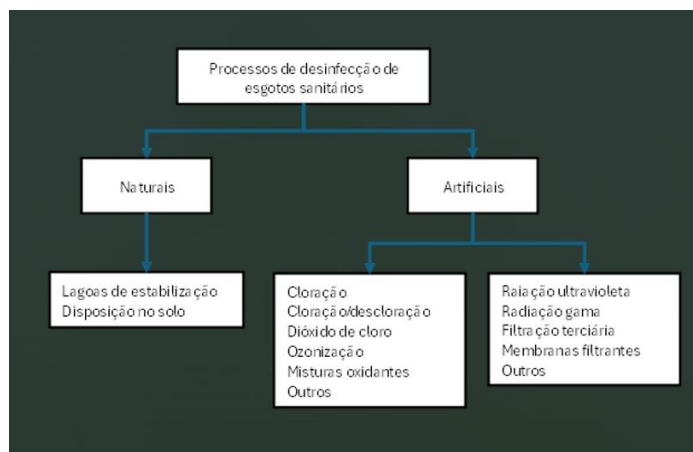 Processos de desinfecção de
esgotos sanitários
Naturais
Artificiais
Lagoas de estabilização
Disposição no solo
Cloração
Cloração/descloração
Dióxido de cloro
Ozonização
Misturas oxidantes
Outros
Raiação ultravioleta
Radiação gama
Filtração terciária
Membranas filtrantes
Outros